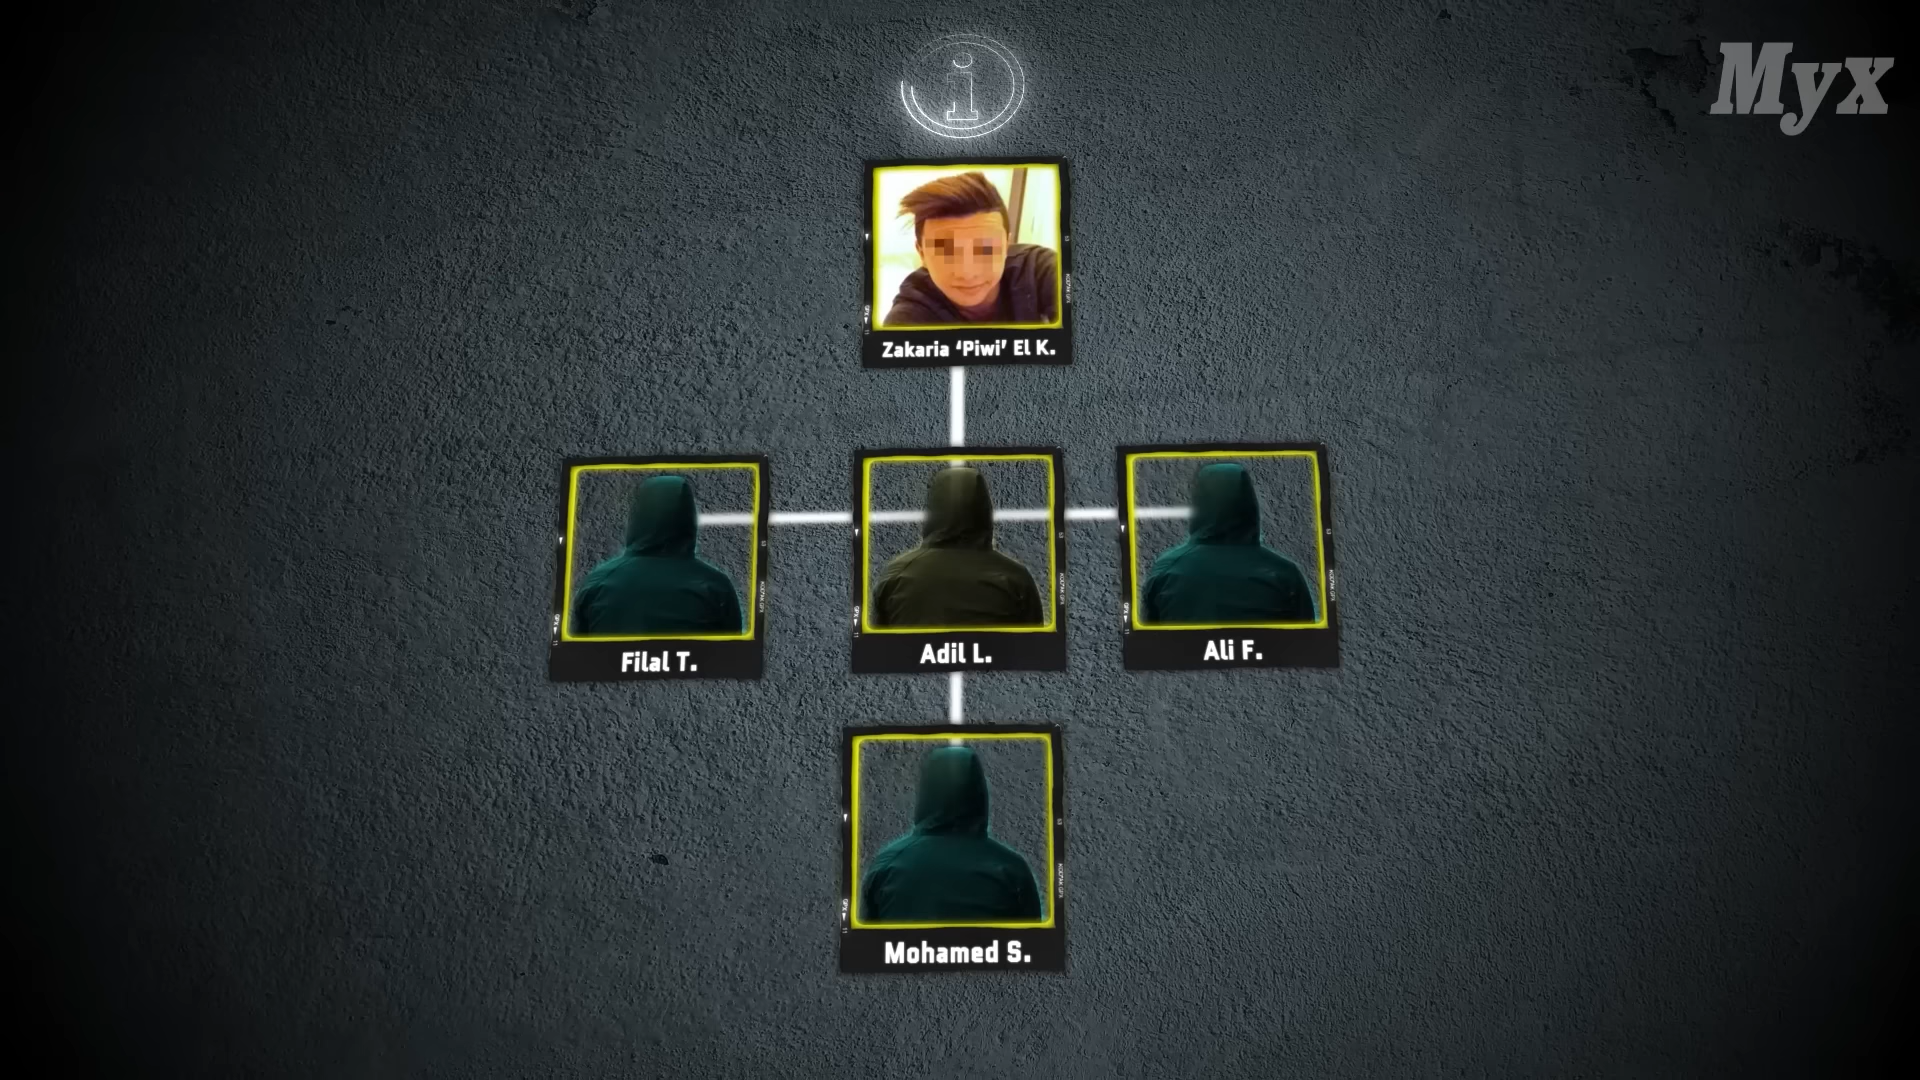 Myx
Zakaria ‘Piwi’ El K.
Filal T.
Adil L.
Ali F.
Mohamed S.